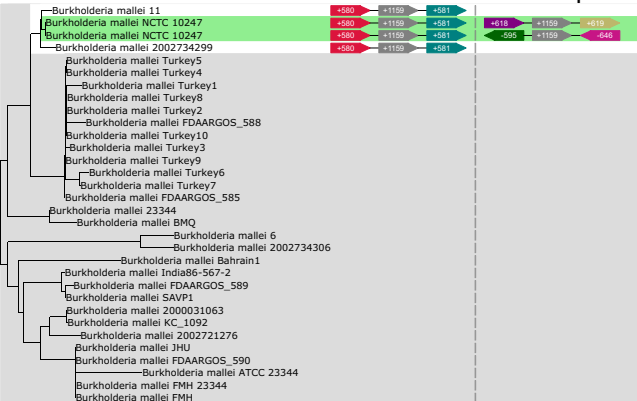 Burkholderia mallei 11 +580 +1159 +581
Burkholderia mallei NCTC 10247 +580 +1159 +581 +618 +1159 +619
Burkholderia mallei NCTC 10247 +580 +1159 +581 -595 +1159 -646
Burkholderia mallei 2002734299 +580 +1159 +581
Burkholderia mallei Turkey5
Burkholderia mallei Turkey4
Burkholderia mallei Turkey1
Burkholderia mallei Turkey8
Burkholderia mallei Turkey2
Burkholderia mallei FDAARGOS_588
Burkholderia mallei Turkey10
Burkholderia mallei Turkey3
Burkholderia mallei Turkey9
Burkholderia mallei Turkey6
Burkholderia mallei Turkey7
Burkholderia mallei FDAARGOS_585
Burkholderia mallei 23344
Burkholderia mallei BMQ
Burkholderia mallei 6
Burkholderia mallei 2002734306
Burkholderia mallei Bahrain1
Burkholderia mallei India86-567-2
Burkholderia mallei FDAARGOS_589
Burkholderia mallei SAVP1
Burkholderia mallei 2000031063
Burkholderia mallei KC_1092
Burkholderia mallei 2002721276
Burkholderia mallei JHU
Burkholderia mallei FDAARGOS_590
Burkholderia mallei ATCC 23344
Burkholderia mallei FMH 23344
Burkholderia mallei FMH